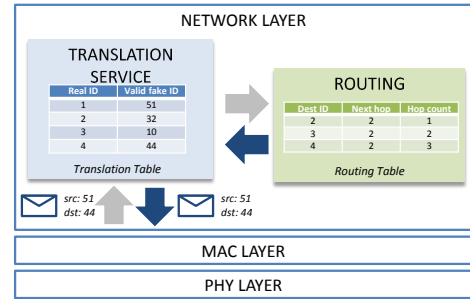 NETWORK LAYER
TRANSLATION
SERVICE
Real ID Valid fake ID
1 51
2 32
3 10
4 44
Translation Table
ROUTING
Dest ID Next hop Hop count
2 2 1
3 2 2
4 2 3
Routing Table
src: 51
dst: 44
src: 51
dst: 44
MAC LAYER
PHY LAYER